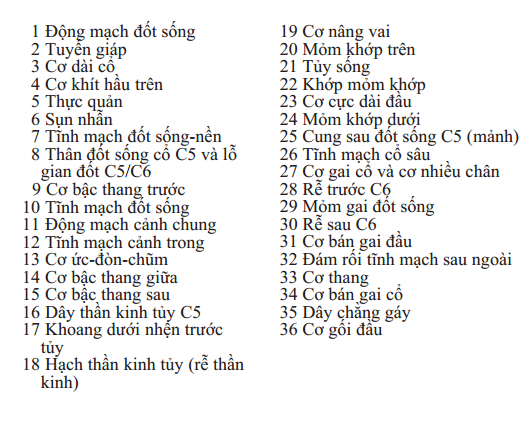 1 Động mạch đốt sống
2 Tuyến giáp
3 Cơ dài cổ
4 Cơ khít hầu trên
5 Thực quản
6 Sụn nhẫn
7 Tĩnh mạch đốt sống-nền
8 Thân đốt sống cổ C5 và lỗ
gian đốt C5/C6
9 Cơ bậc thang trước
10 Tĩnh mạch đốt sống
11 Động mạch cảnh chung
12 Tĩnh mạch cảnh trong
13 Cơ ức-đòn-chũm
14 Cơ bậc thang giữa
15 Cơ bậc thang sau
16 Dây thần kinh tủy C5
17 Khoang dưới nhện trước
tủy
18 Hạch thần kinh tủy (rễ thần
kinh)
19 Cơ nâng vai
20 Mỏm khớp trên
21 Tủy sống
22 Khớp mỏm khớp
23 Cơ cực dài đầu
24 Mỏm khớp dưới
25 Cung sau đốt sống C5 (mảnh)
26 Tĩnh mạch cổ sâu
27 Cơ gai cổ và cơ nhiều chân
28 Rễ trước C6
29 Mỏm gai đốt sống
30 Rễ sau C6
31 Cơ bán gai đầu
32 Đám rối tĩnh mạch sau ngoài
33 Cơ thang
34 Cơ bán gai cổ
35 Dây chằng gáy
36 Cơ gối đầu